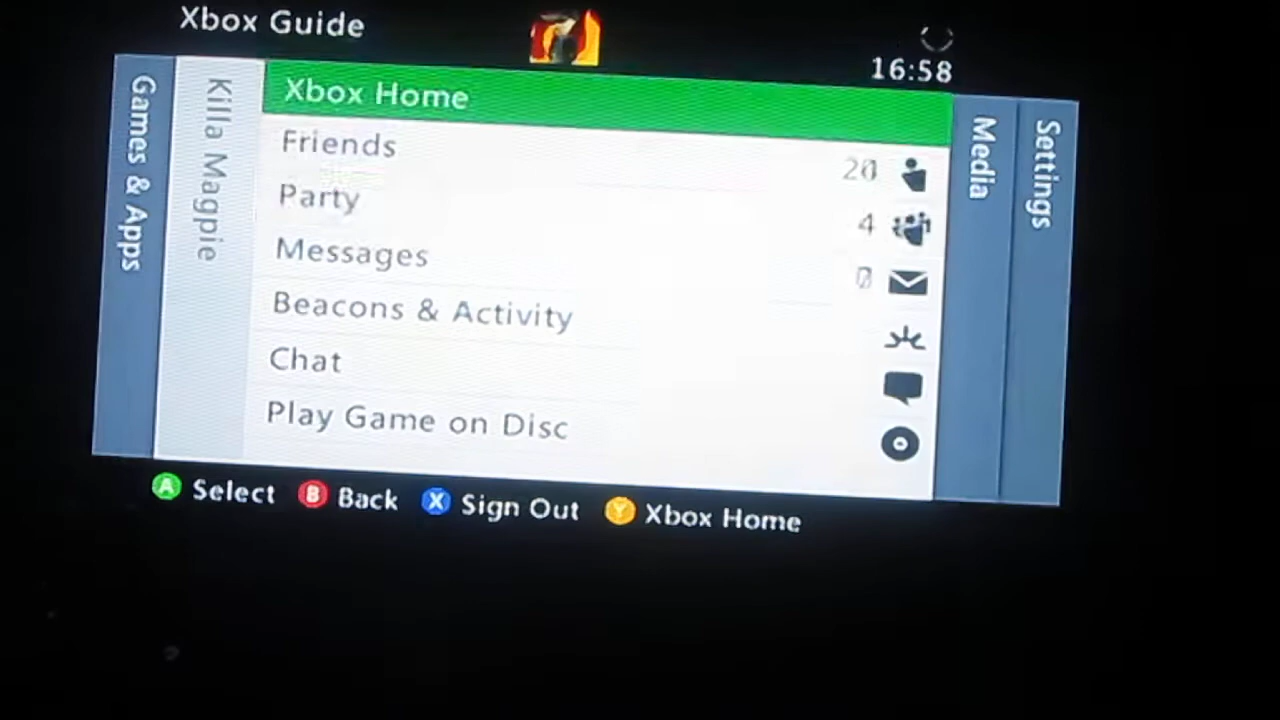 Xbox Guide
16:58
Games & Apps
Killa Magpie
Xbox Home
Friends
20
Party
4
Messages
0
Beacons & Activity
Chat
Play Game on Disc
Media
Settings
A Select B Back X Sign Out Y Xbox Home